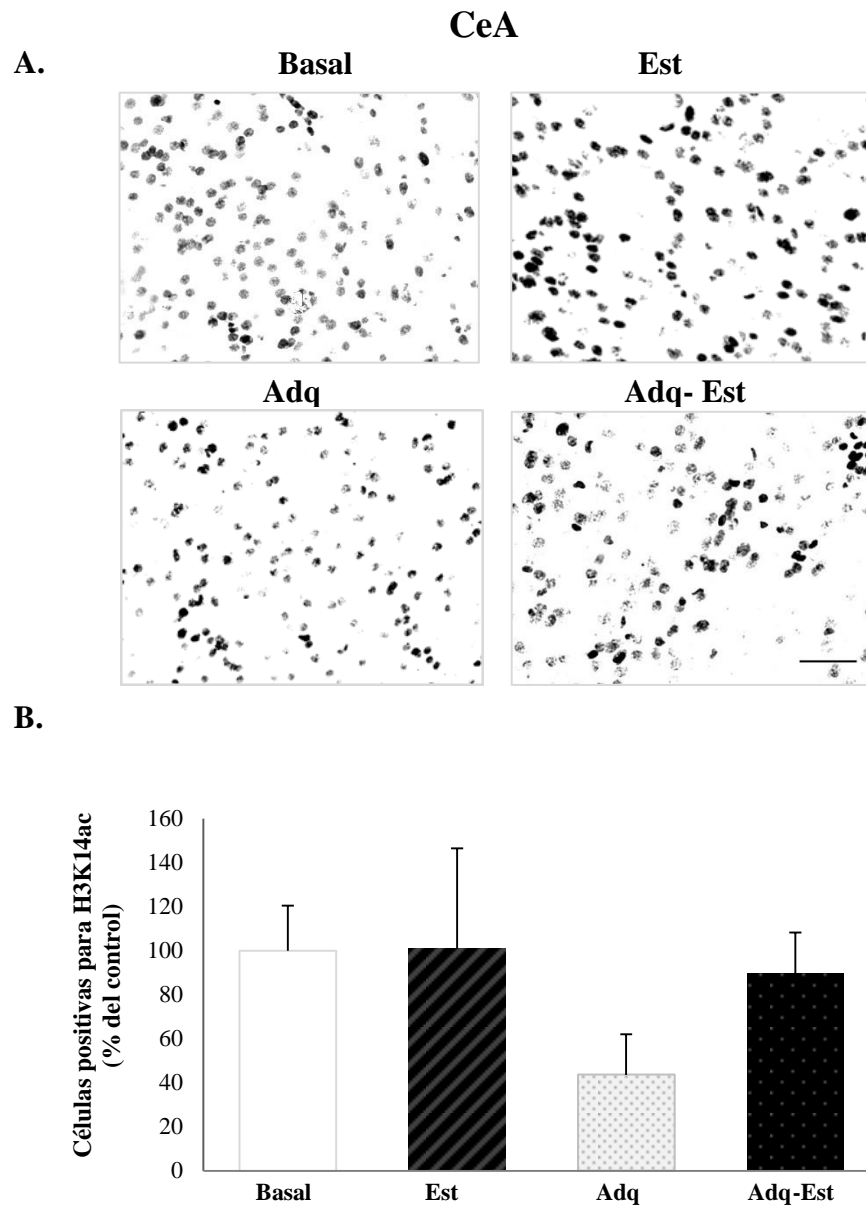 CeA
A.
Basal
Est
Adq
Adq- Est
B.
Células positivas para H3K14ac
(% del control)
160
140
120
100
80
60
40
20
0
Basal
Est
Adq
Adq-Est